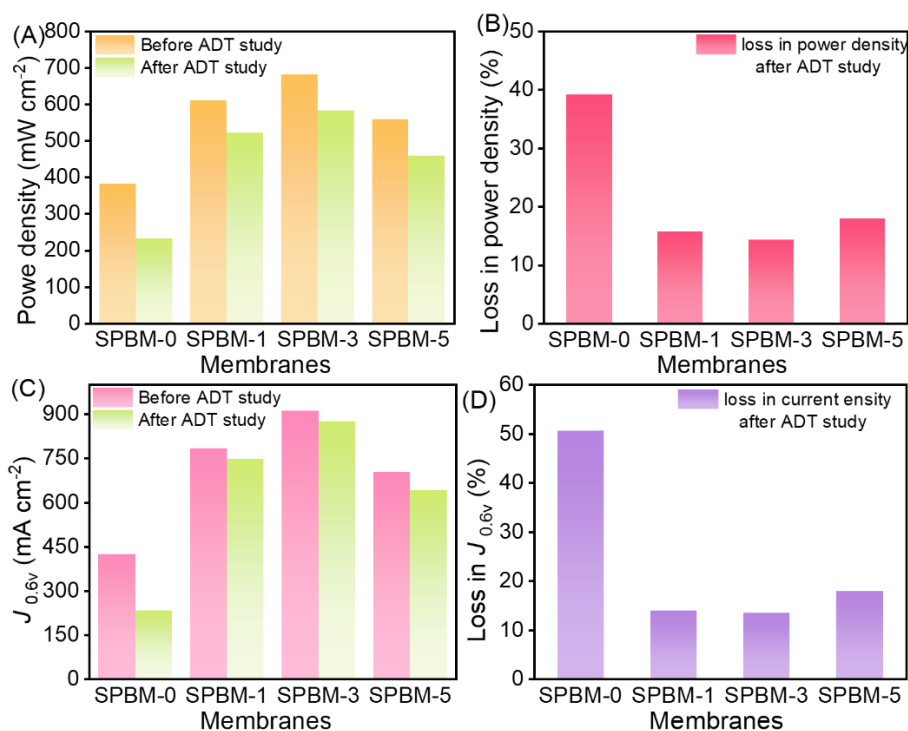 (A)
Before ADT study
After ADT study
Powe density (mW cm⁻²)
800
700
600
500
400
300
200
100
0
SPBM-0 SPBM-1 SPBM-3 SPBM-5
Membranes
(B)
loss in power density
after ADT study
Loss in power density (%)
50
40
30
20
10
0
SPBM-0 SPBM-1 SPBM-3 SPBM-5
Membranes
(C)
Before ADT study
After ADT study
J 0.6v (mA cm⁻²)
900
750
600
450
300
150
0
SPBM-0 SPBM-1 SPBM-3 SPBM-5
Membranes
(D)
loss in current ensity
after ADT study
Loss in J 0.6v (%)
60
50
40
30
20
10
0
SPBM-0 SPBM-1 SPBM-3 SPBM-5
Membranes